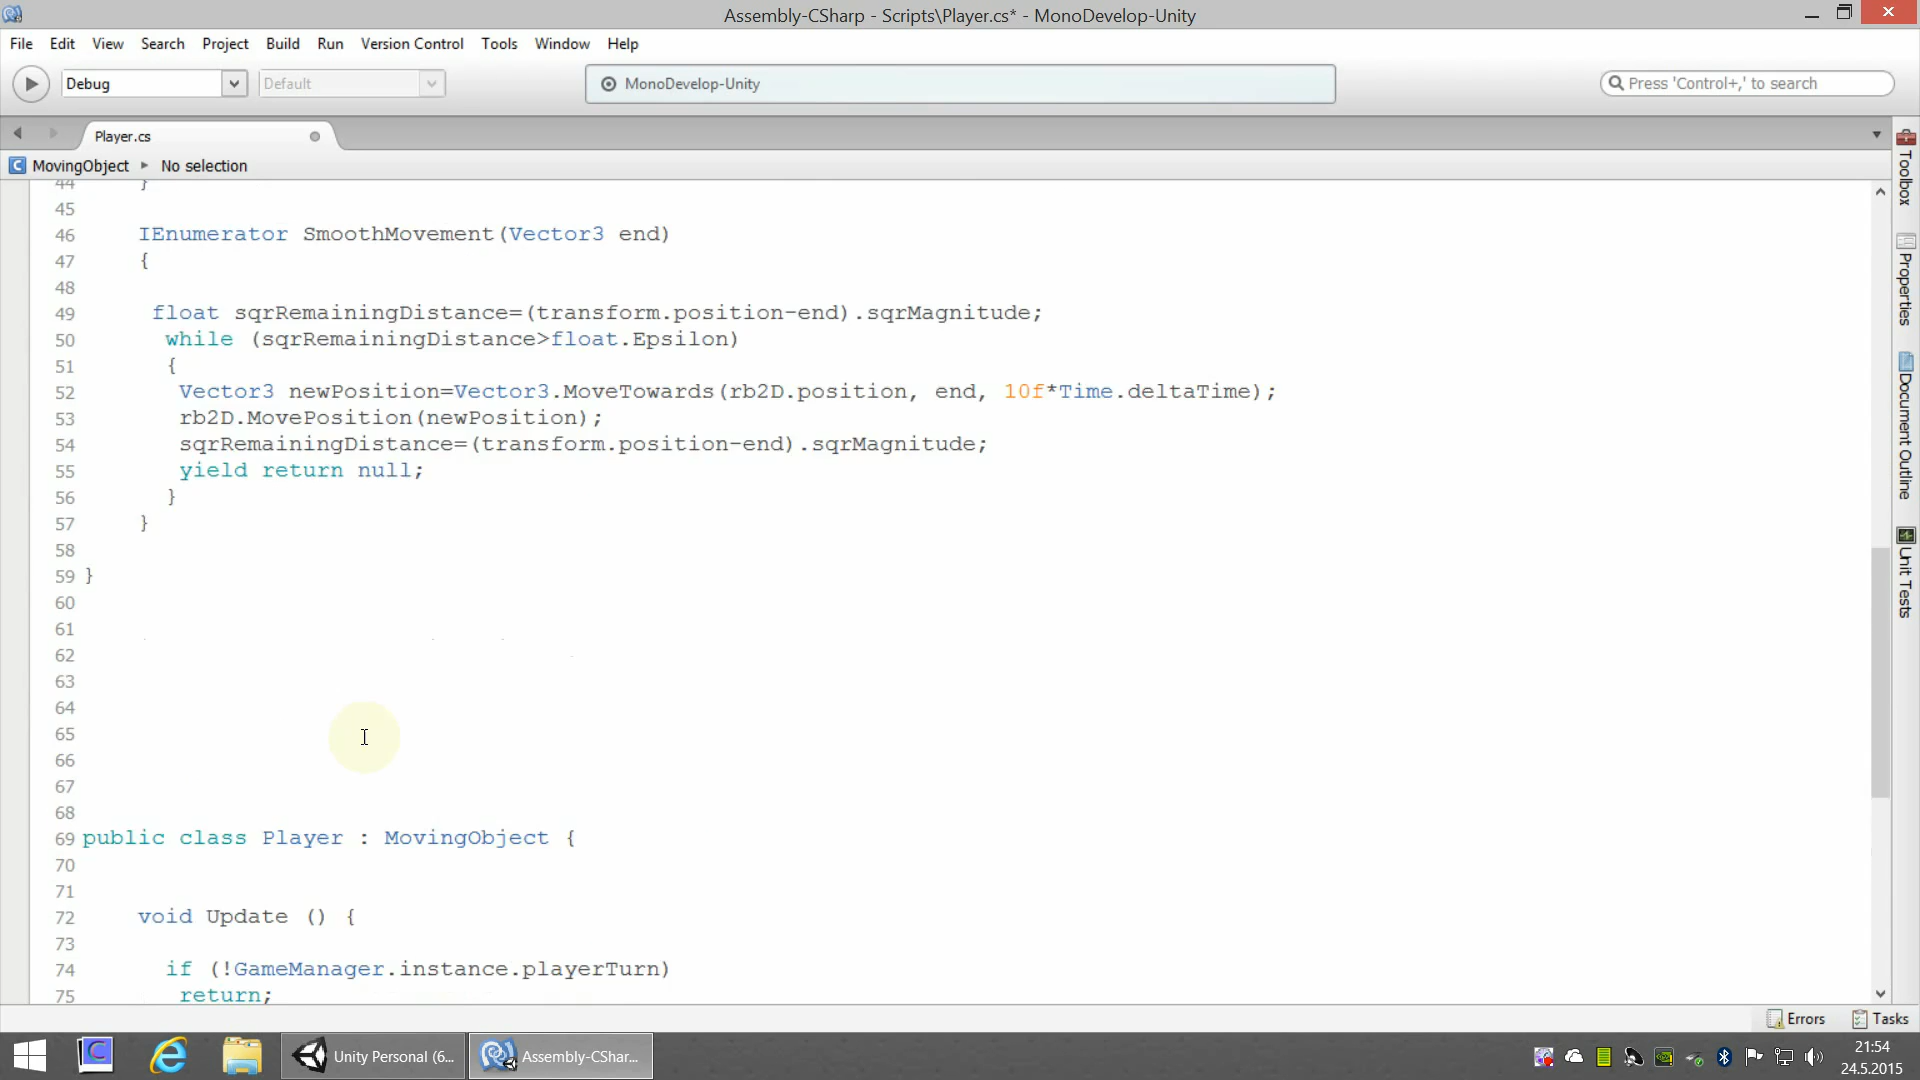 Assembly-CSharp - Scripts\Player.cs* - MonoDevelop-Unity
File Edit View Search Project Build Run Version Control Tools Window Help
Debug Default MonoDevelop-Unity Press 'Control+,' to search
Player.cs
MovingObject No selection
44 }
45
46 IEnumerator SmoothMovement(Vector3 end)
47 {
48
49 float sqrRemainingDistance=(transform.position-end).sqrMagnitude;
50 while (sqrRemainingDistance>float.Epsilon)
51 {
52 Vector3 newPosition=Vector3.MoveTowards(rb2D.position, end, 10f*Time.deltaTime);
53 rb2D.MovePosition(newPosition);
54 sqrRemainingDistance=(transform.position-end).sqrMagnitude;
55 yield return null;
56 }
57 }
58
59 }
60
61
62
63
64
65
66
67
68
69 public class Player : MovingObject {
70
71
72 void Update () {
73
74 if (!GameManager.instance.playerTurn)
75 return;
Toolbox
Properties
Document Outline
Unit Tests
Errors Tasks
Unity Personal (6...
Assembly-CShar...
21:54
24.5.2015